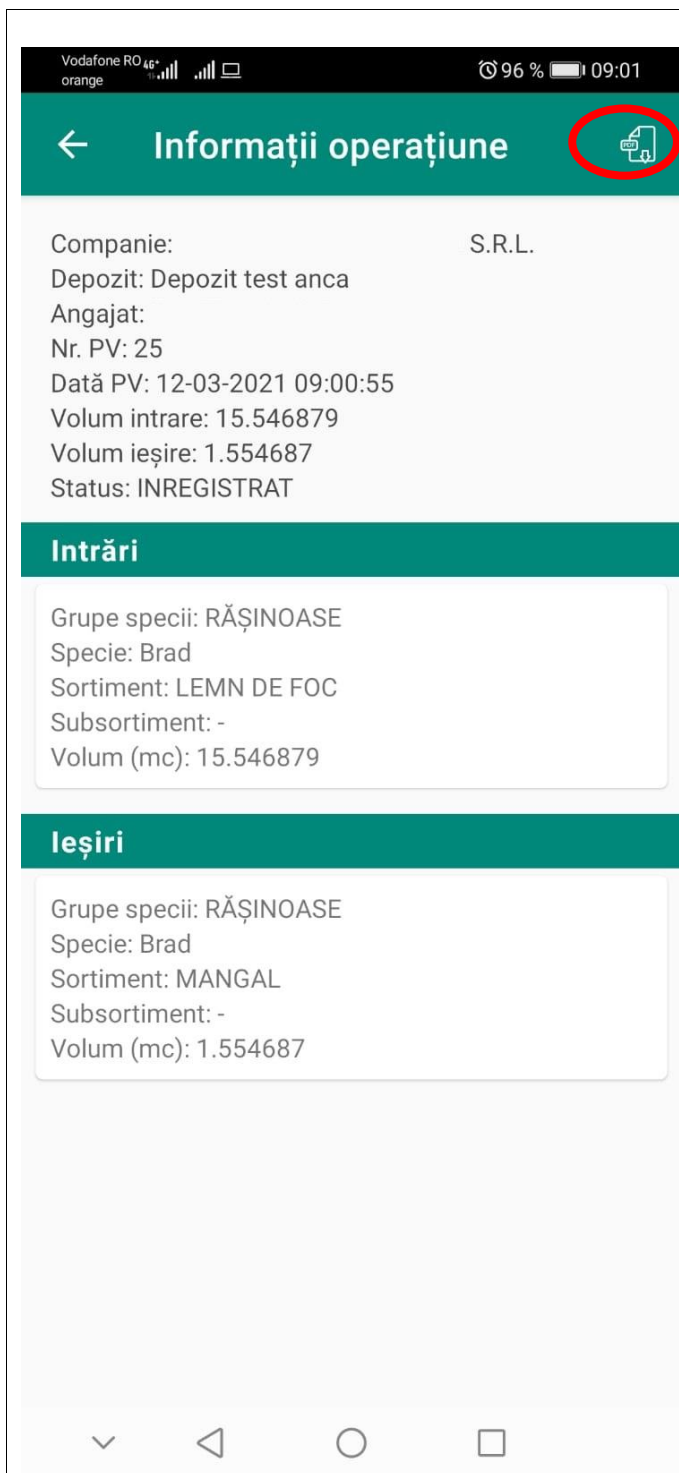 Vodafone RO 4G+
orange
96 % 09:01
Informații operațiune
PDF
Companie: S.R.L.
Depozit: Depozit test anca
Angajat:
Nr. PV: 25
Dată PV: 12-03-2021 09:00:55
Volum intrare: 15.546879
Volum ieșire: 1.554687
Status: INREGISTRAT
Intrări
Grupe specii: RĂȘINOASE
Specie: Brad
Sortiment: LEMN DE FOC
Subsortiment: -
Volum (mc): 15.546879
Ieșiri
Grupe specii: RĂȘINOASE
Specie: Brad
Sortiment: MANGAL
Subsortiment: -
Volum (mc): 1.554687